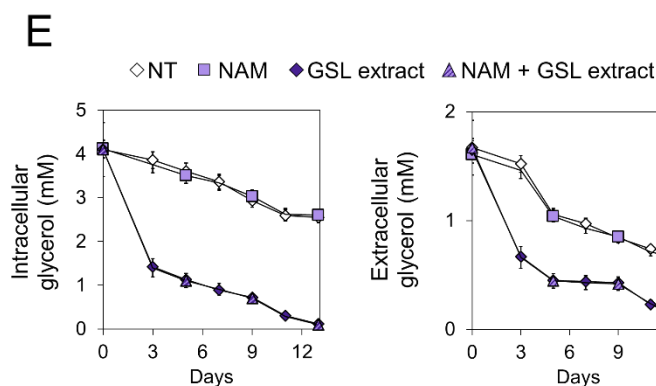 E
NT NAM GSL extract NAM + GSL extract
Intracellular
glycerol (mM)
5
4
3
2
1
0
0 3 6 9 12
Days
Extracellular
glycerol (mM)
2
1
0
0 3 6 9
Days